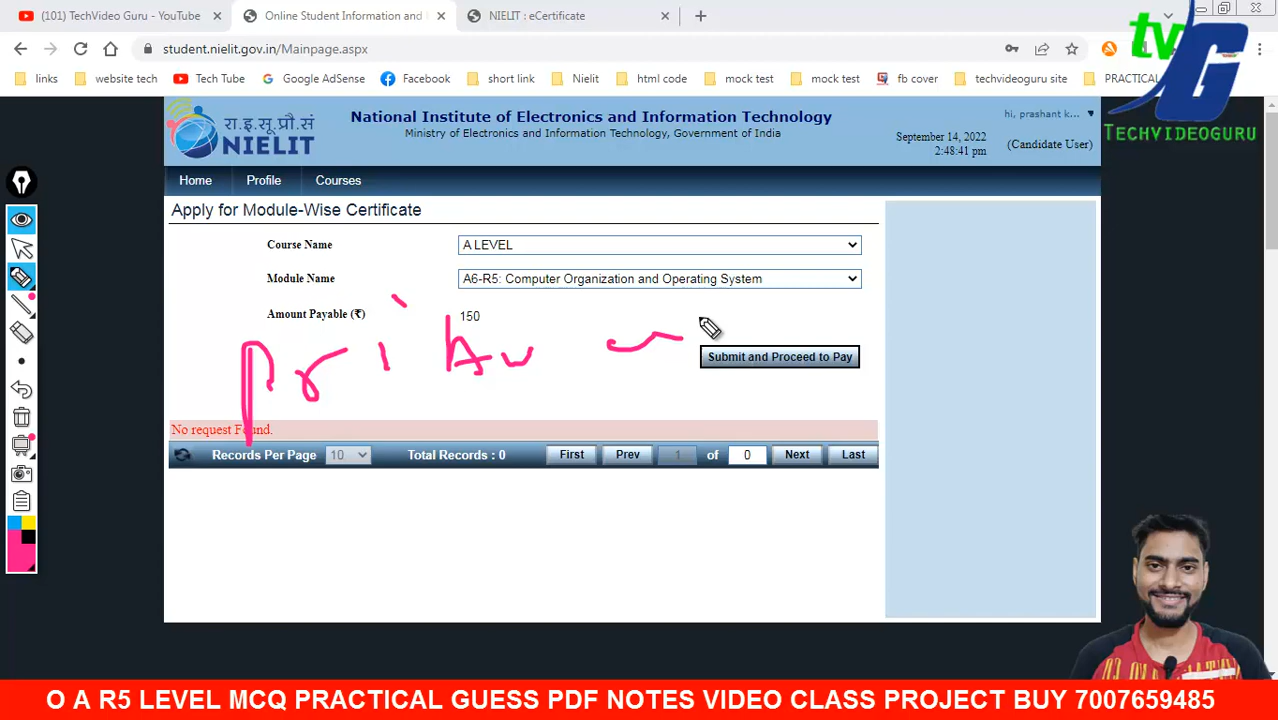 (101) TechVideo Guru - YouTube
Online Student Information and
NIELIT : eCertificate
student.nielit.gov.in/Mainpage.aspx
links
website tech
Tech Tube
Google AdSense
Facebook
short link
Nielit
html code
mock test
mock test
fb cover
techvideoguru site
PRACTICAL
tv
G
TECHVIDEOGURU
रा.इ.सू.प्रौ.सं
NIELIT
National Institute of Electronics and Information Technology
Ministry of Electronics and Information Technology, Government of India
hi, prashant k...
September 14, 2022
2:48:41 pm
(Candidate User)
Home
Profile
Courses
Apply for Module-Wise Certificate
Course Name
A LEVEL
Module Name
A6-R5: Computer Organization and Operating System
Amount Payable (₹)
150
Submit and Proceed to Pay
No request Found.
Records Per Page
10
Total Records : 0
First
Prev
1
of
0
Next
Last
O A R5 LEVEL MCQ PRACTICAL GUESS PDF NOTES VIDEO CLASS PROJECT BUY 7007659485